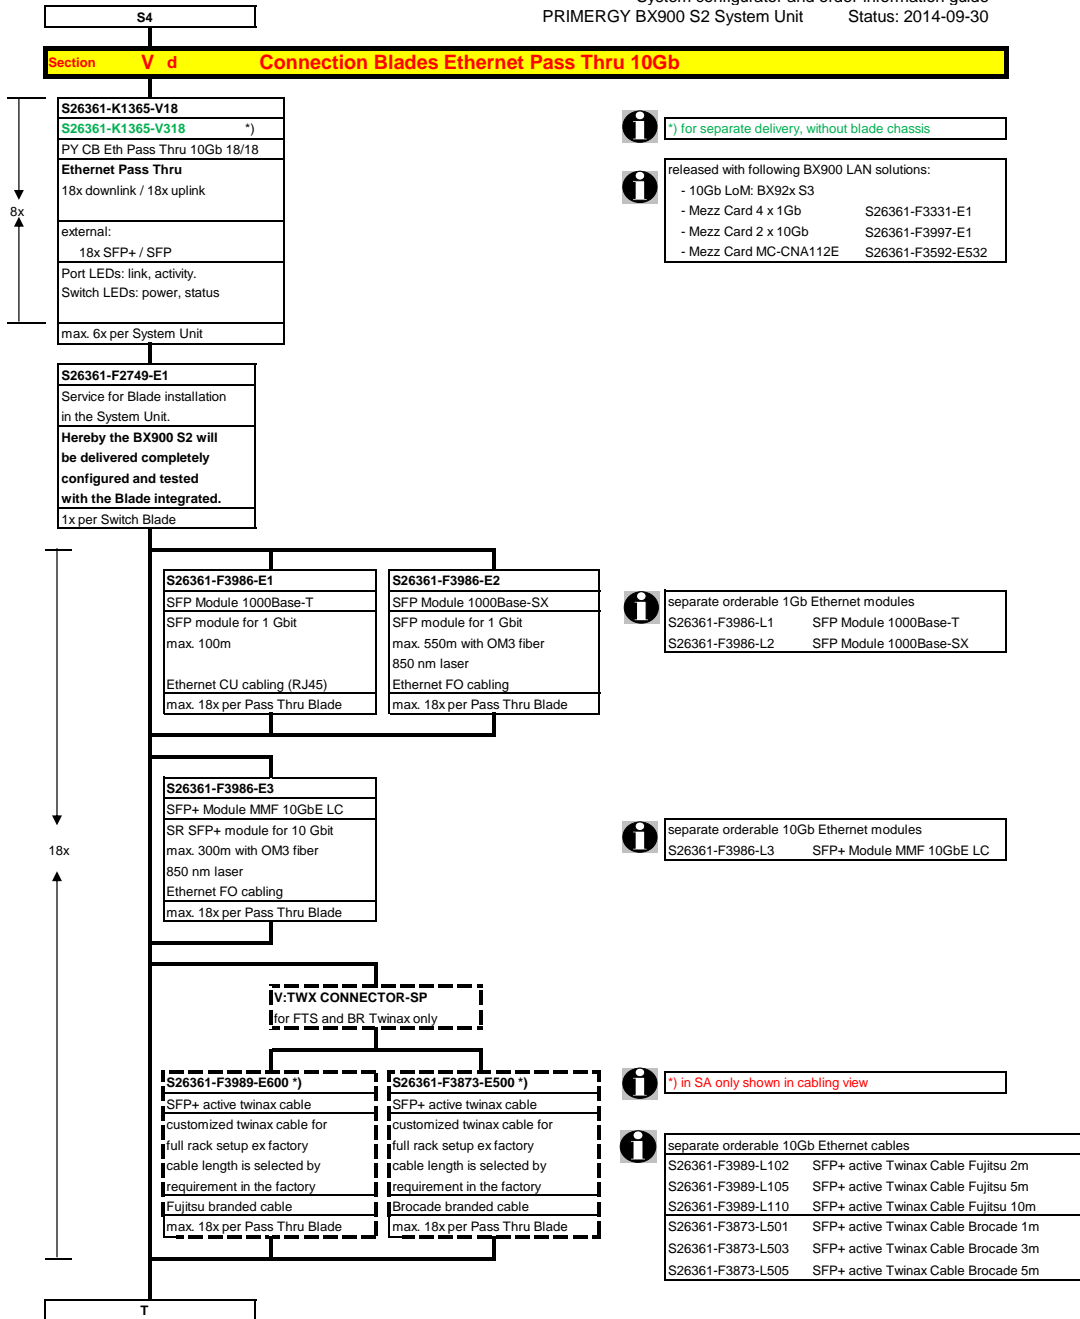 System configurator and order information guide
PRIMERGY BX900 S2 System Unit Status: 2014-09-30
S4
Section V d Connection Blades Ethernet Pass Thru 10Gb
8x
S26361-K1365-V18
S26361-K1365-V318 *)
PY CB Eth Pass Thru 10Gb 18/18
Ethernet Pass Thru
18x downlink / 18x uplink
external:
18x SFP+ / SFP
Port LEDs: link, activity.
Switch LEDs: power, status
max. 6x per System Unit
*) for separate delivery, without blade chassis
released with following BX900 LAN solutions:
- 10Gb LoM: BX92x S3
- Mezz Card 4 x 1Gb S26361-F3331-E1
- Mezz Card 2 x 10Gb S26361-F3997-E1
- Mezz Card MC-CNA112E S26361-F3592-E532
S26361-F2749-E1
Service for Blade installation
in the System Unit.
Hereby the BX900 S2 will
be delivered completely
configured and tested
with the Blade integrated.
1x per Switch Blade
18x
S26361-F3986-E1
SFP Module 1000Base-T
SFP module for 1 Gbit
max. 100m
Ethernet CU cabling (RJ45)
max. 18x per Pass Thru Blade
S26361-F3986-E2
SFP Module 1000Base-SX
SFP module for 1 Gbit
max. 550m with OM3 fiber
850 nm laser
Ethernet FO cabling
max. 18x per Pass Thru Blade
separate orderable 1Gb Ethernet modules
S26361-F3986-L1 SFP Module 1000Base-T
S26361-F3986-L2 SFP Module 1000Base-SX
S26361-F3986-E3
SFP+ Module MMF 10GbE LC
SR SFP+ module for 10 Gbit
max. 300m with OM3 fiber
850 nm laser
Ethernet FO cabling
max. 18x per Pass Thru Blade
separate orderable 10Gb Ethernet modules
S26361-F3986-L3 SFP+ Module MMF 10GbE LC
V:TWX CONNECTOR-SP
for FTS and BR Twinax only
S26361-F3989-E600 *)
SFP+ active twinax cable
customized twinax cable for
full rack setup ex factory
cable length is selected by
requirement in the factory
Fujitsu branded cable
max. 18x per Pass Thru Blade
S26361-F3873-E500 *)
SFP+ active twinax cable
customized twinax cable for
full rack setup ex factory
cable length is selected by
requirement in the factory
Brocade branded cable
max. 18x per Pass Thru Blade
*) in SA only shown in cabling view
separate orderable 10Gb Ethernet cables
S26361-F3989-L102 SFP+ active Twinax Cable Fujitsu 2m
S26361-F3989-L105 SFP+ active Twinax Cable Fujitsu 5m
S26361-F3989-L110 SFP+ active Twinax Cable Fujitsu 10m
S26361-F3873-L501 SFP+ active Twinax Cable Brocade 1m
S26361-F3873-L503 SFP+ active Twinax Cable Brocade 3m
S26361-F3873-L505 SFP+ active Twinax Cable Brocade 5m
T